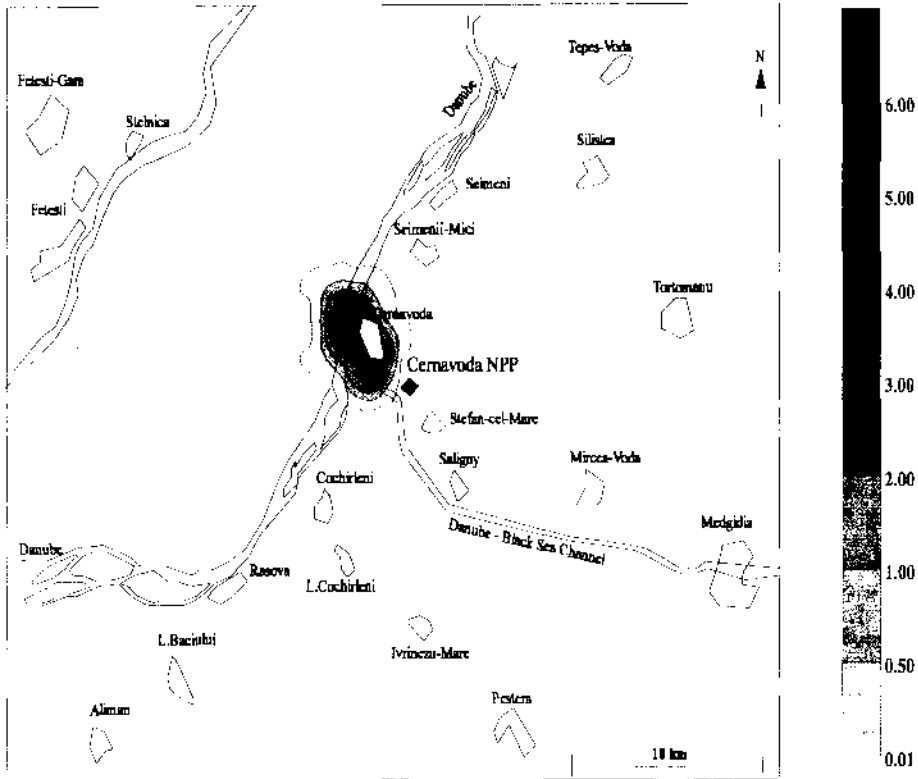 Tepes-Voda
N
Fetesti-Gara
Danube
6.00
Stelnica
Silistea
Seimeni
5.00
Fetesti
Seimenii-Mici
4.00
Tortomanu
Cernavoda
Cernavoda NPP
3.00
Stefan-cel-Mare
Saligny
Mircea-Voda
Cochirleni
2.00
Medgidia
Danube - Black Sea Channel
Danube
Rasova
L.Cochirleni
1.00
L.Baciului
Ivrinezu-Mare
0.50
Aliman
Pestera
10 km
0.01